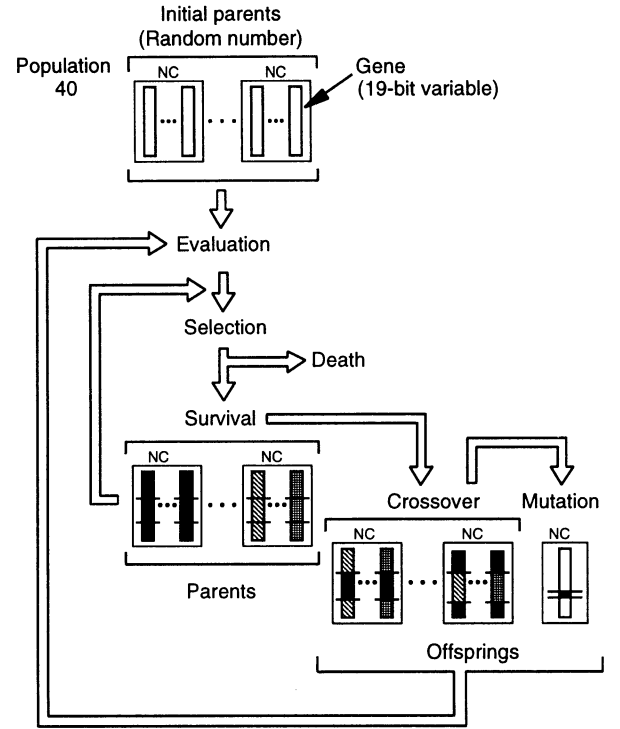 Initial parents
(Random number)
Population
40
NC
NC
Gene
(19-bit variable)
Evaluation
Selection
Death
Survival
NC
NC
Crossover
Mutation
NC
NC
NC
Parents
Offsprings